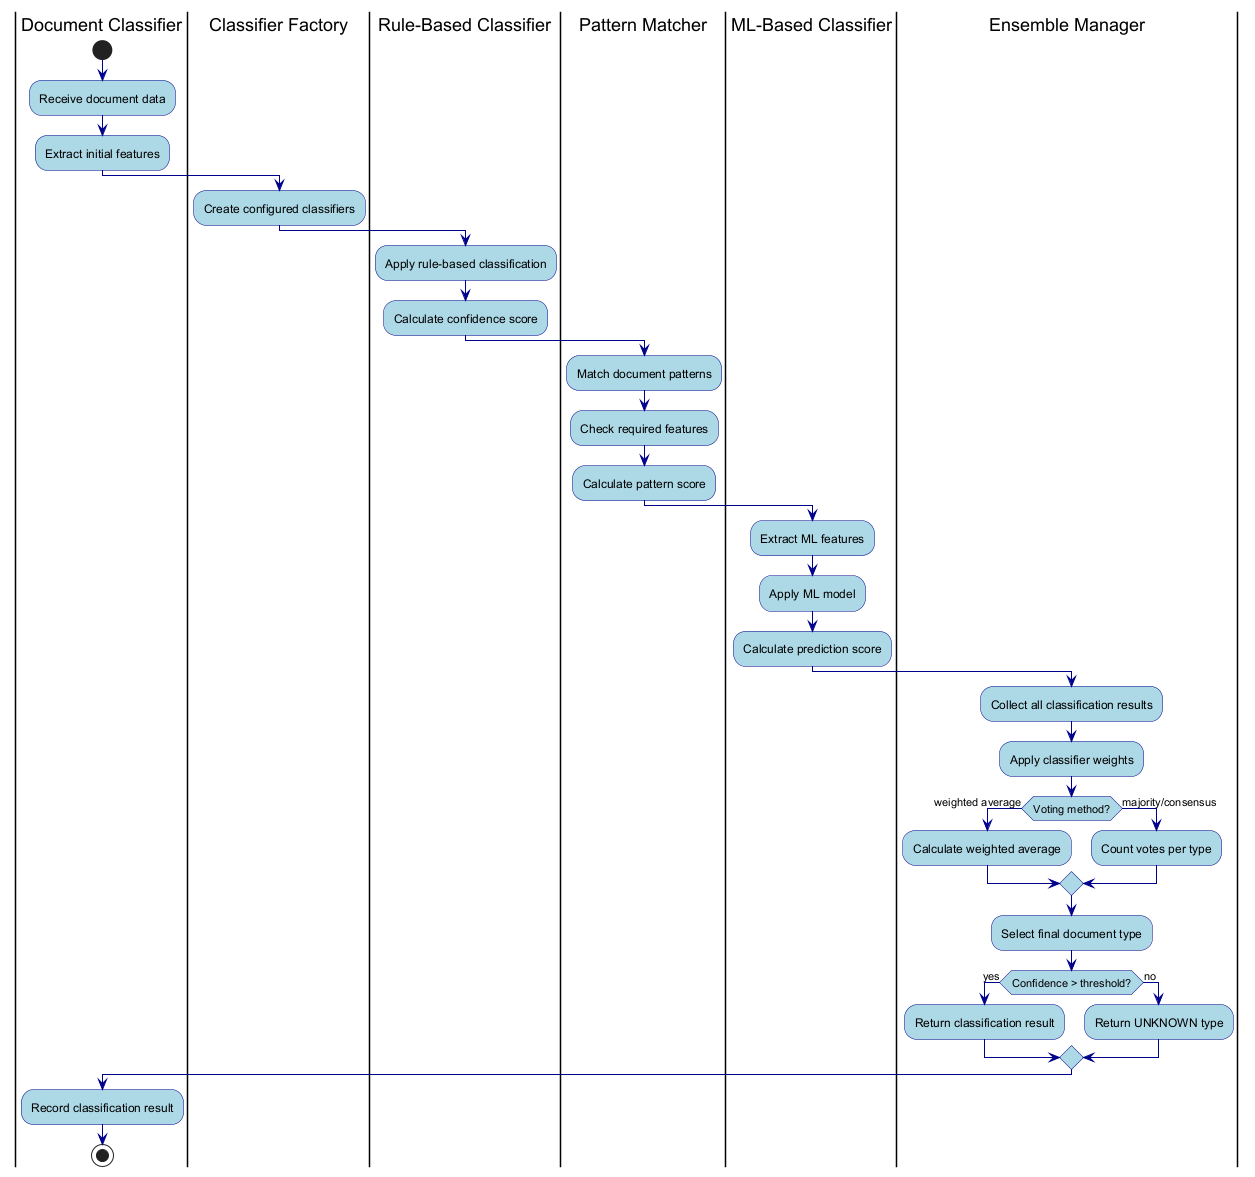 Document Classifier
Classifier Factory
Rule-Based Classifier
Pattern Matcher
ML-Based Classifier
Ensemble Manager
Receive document data
Extract initial features
Create configured classifiers
Apply rule-based classification
Calculate confidence score
Match document patterns
Check required features
Calculate pattern score
Extract ML features
Apply ML model
Calculate prediction score
Collect all classification results
Apply classifier weights
weighted average
Voting method?
majority/consensus
Calculate weighted average
Count votes per type
Select final document type
yes
Confidence > threshold?
no
Return classification result
Return UNKNOWN type
Record classification result